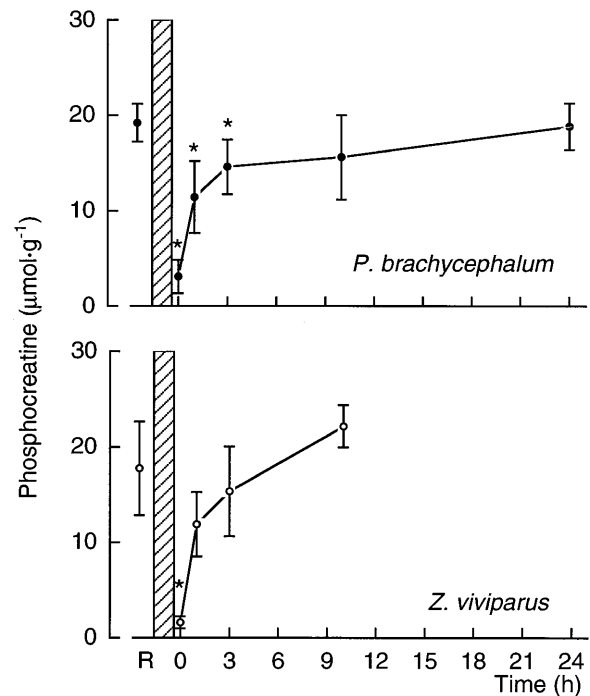 Phosphocreatine (μmol·g⁻¹)
30
20
10
0
*
*
*
P. brachycephalum
30
20
10
0
*
Z. viviparus
R 0 3 6 9 12 15 18 21 24
Time (h)